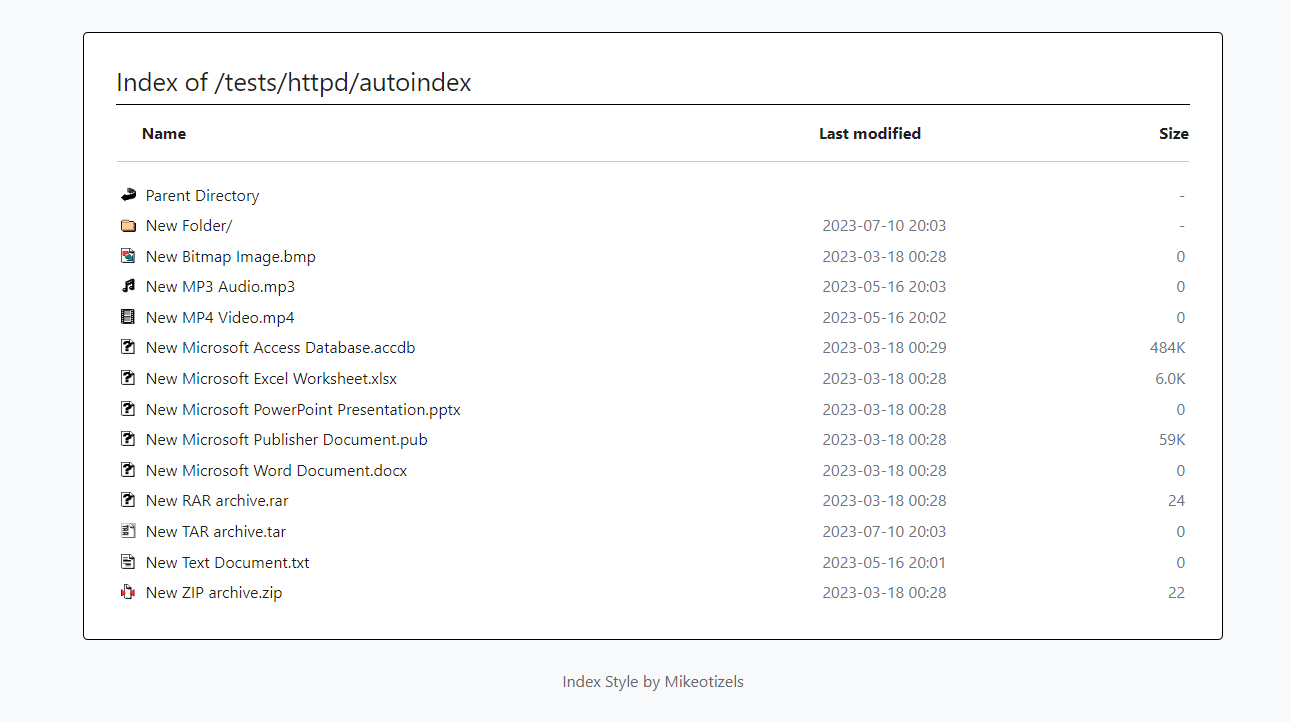 Index of /tests/httpd/autoindex
Name Last modified Size
Parent Directory -
New Folder/ 2023-07-10 20:03 -
New Bitmap Image.bmp 2023-03-18 00:28 0
New MP3 Audio.mp3 2023-05-16 20:03 0
New MP4 Video.mp4 2023-05-16 20:02 0
New Microsoft Access Database.accdb 2023-03-18 00:29 484K
New Microsoft Excel Worksheet.xlsx 2023-03-18 00:28 6.0K
New Microsoft PowerPoint Presentation.pptx 2023-03-18 00:28 0
New Microsoft Publisher Document.pub 2023-03-18 00:28 59K
New Microsoft Word Document.docx 2023-03-18 00:28 0
New RAR archive.rar 2023-03-18 00:28 24
New TAR archive.tar 2023-07-10 20:03 0
New Text Document.txt 2023-05-16 20:01 0
New ZIP archive.zip 2023-03-18 00:28 22
Index Style by Mikeotizels